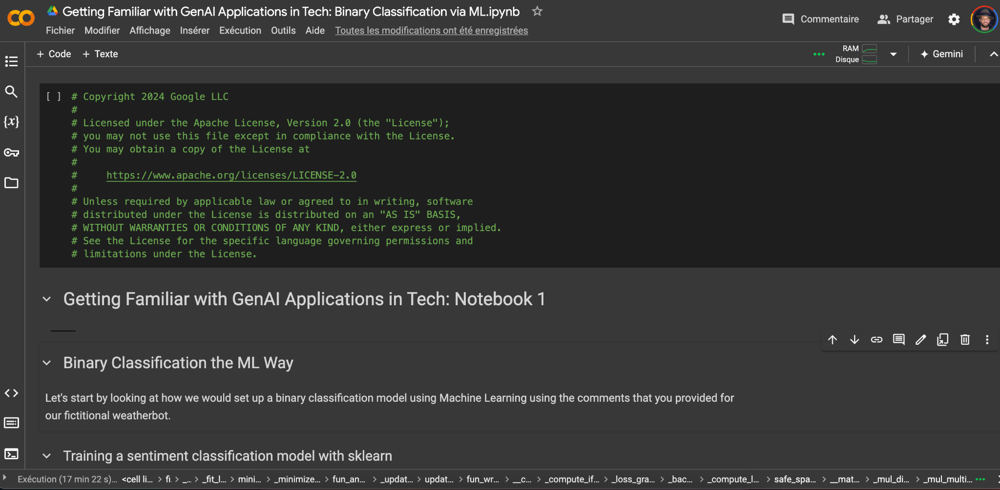 Getting Familiar with GenAI Applications in Tech: Binary Classification via ML.ipynb
Commentaire Partager
Fichier Modifier Affichage Insérer Exécution Outils Aide Toutes les modifications ont été enregistrées
+ Code + Texte
RAM
Disque
Gemini
{x}
[ ] # Copyright 2024 Google LLC
#
# Licensed under the Apache License, Version 2.0 (the "License");
# you may not use this file except in compliance with the License.
# You may obtain a copy of the License at
#
#     https://www.apache.org/licenses/LICENSE-2.0
#
# Unless required by applicable law or agreed to in writing, software
# distributed under the License is distributed on an "AS IS" BASIS,
# WITHOUT WARRANTIES OR CONDITIONS OF ANY KIND, either express or implied.
# See the License for the specific language governing permissions and
# limitations under the License.
Getting Familiar with GenAI Applications in Tech: Notebook 1
Binary Classification the ML Way
Let's start by looking at how we would set up a binary classification model using Machine Learning using the comments that you provided for
our fictitional weatherbot.
Training a sentiment classification model with sklearn
Exécution (17 min 22 s)... <cell li... > fi. > _... > _fit_l... > mini... > _minimize... > fun_an... > _updat... > updat... > fun_wr... > __c... > _compute_if... > _loss_gra... > _bac... > _compute_l... > safe_spa... > __mat... > _mul_di... > _mul_multi...